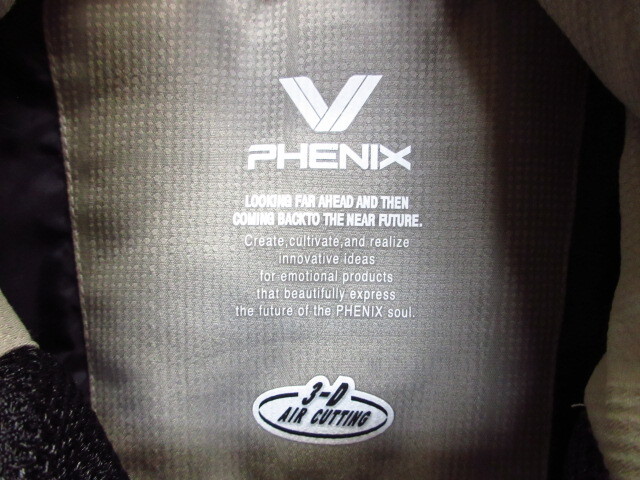 PHENIX
LOOKING FAR AHEAD AND THEN
COMING BACKTO THE NEAR FUTURE.
Create,cultivate,and realize
innovative ideas
for emotional products
that beautifully express
the future of the PHENIX soul.
3-D
AIR CUTTING